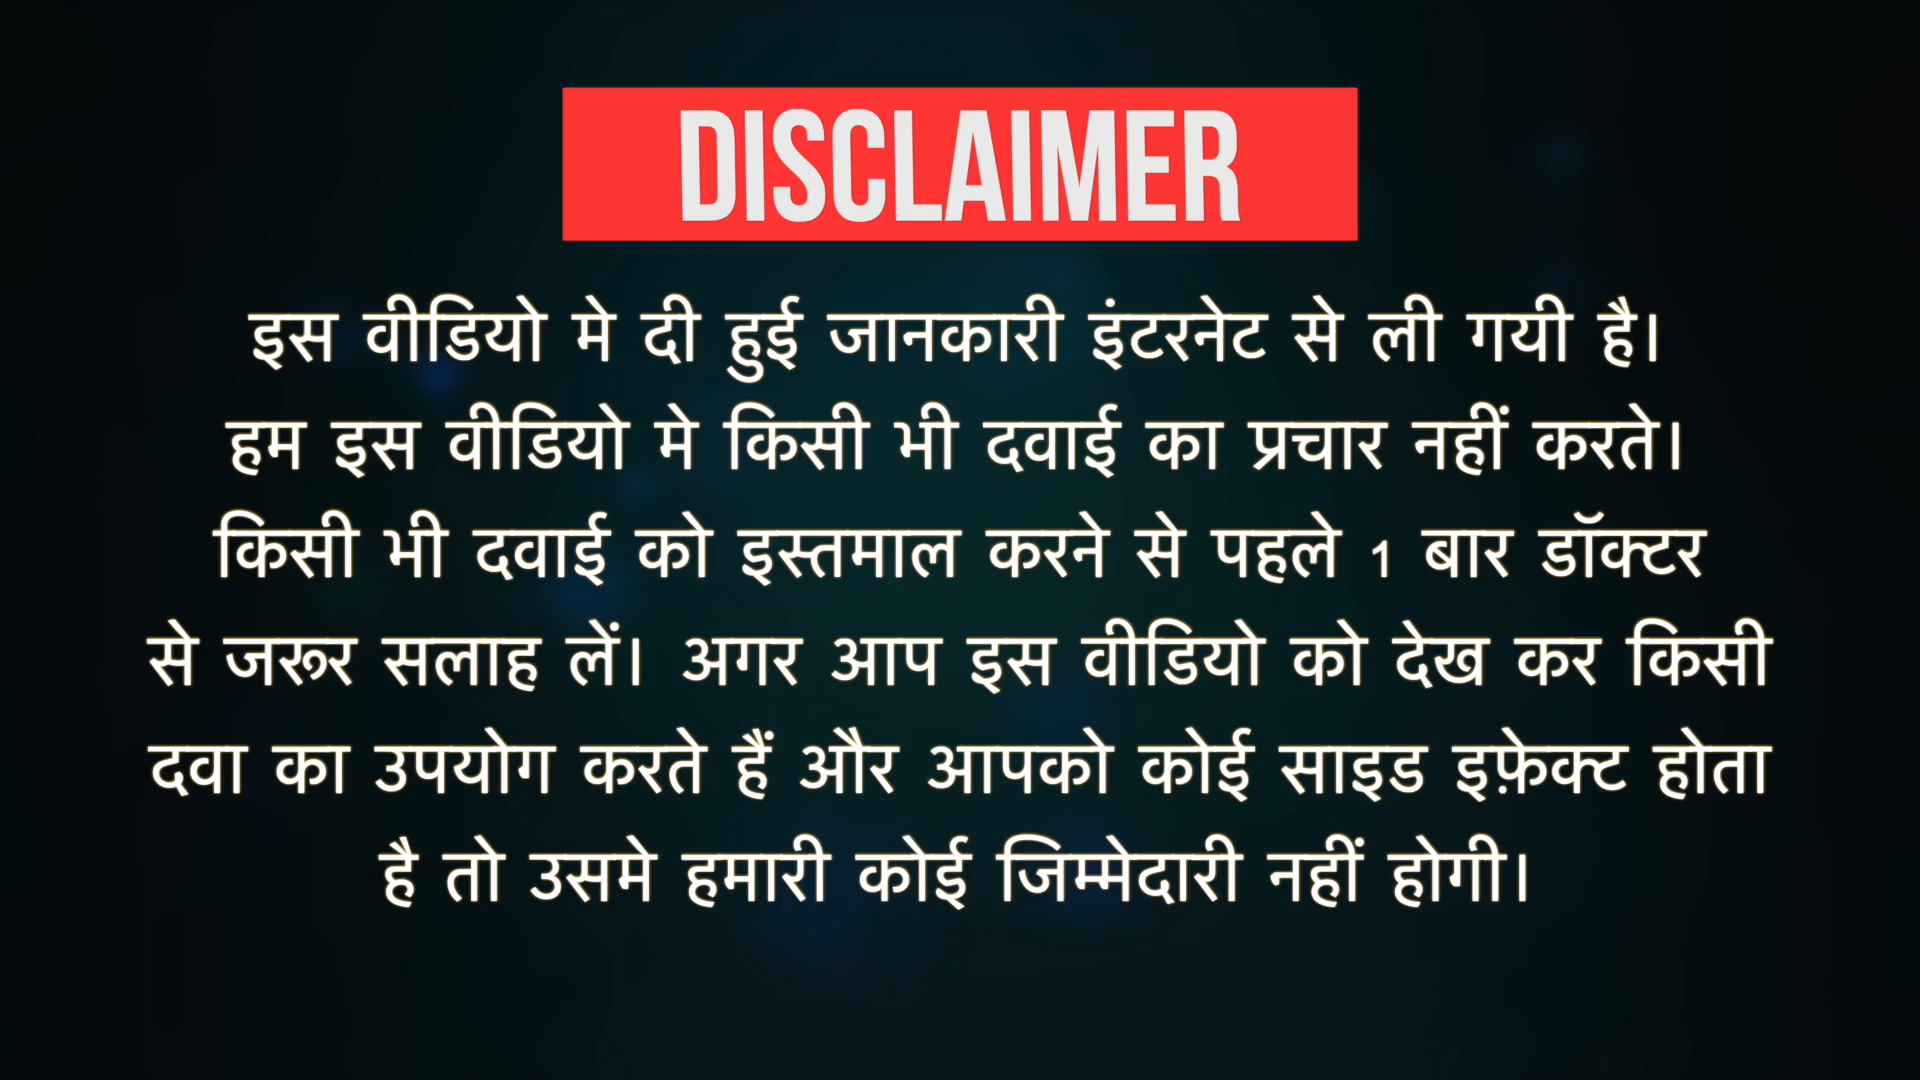 DISCLAIMER
इस वीडियो मे दी हुई जानकारी इंटरनेट से ली गयी है।
हम इस वीडियो मे किसी भी दवाई का प्रचार नहीं करते।
किसी भी दवाई को इस्तमाल करने से पहले 1 बार डॉक्टर
से जरूर सलाह लें। अगर आप इस वीडियो को देख कर किसी
दवा का उपयोग करते हैं और आपको कोई साइड इफ़ेक्ट होता
है तो उसमे हमारी कोई जिम्मेदारी नहीं होगी।